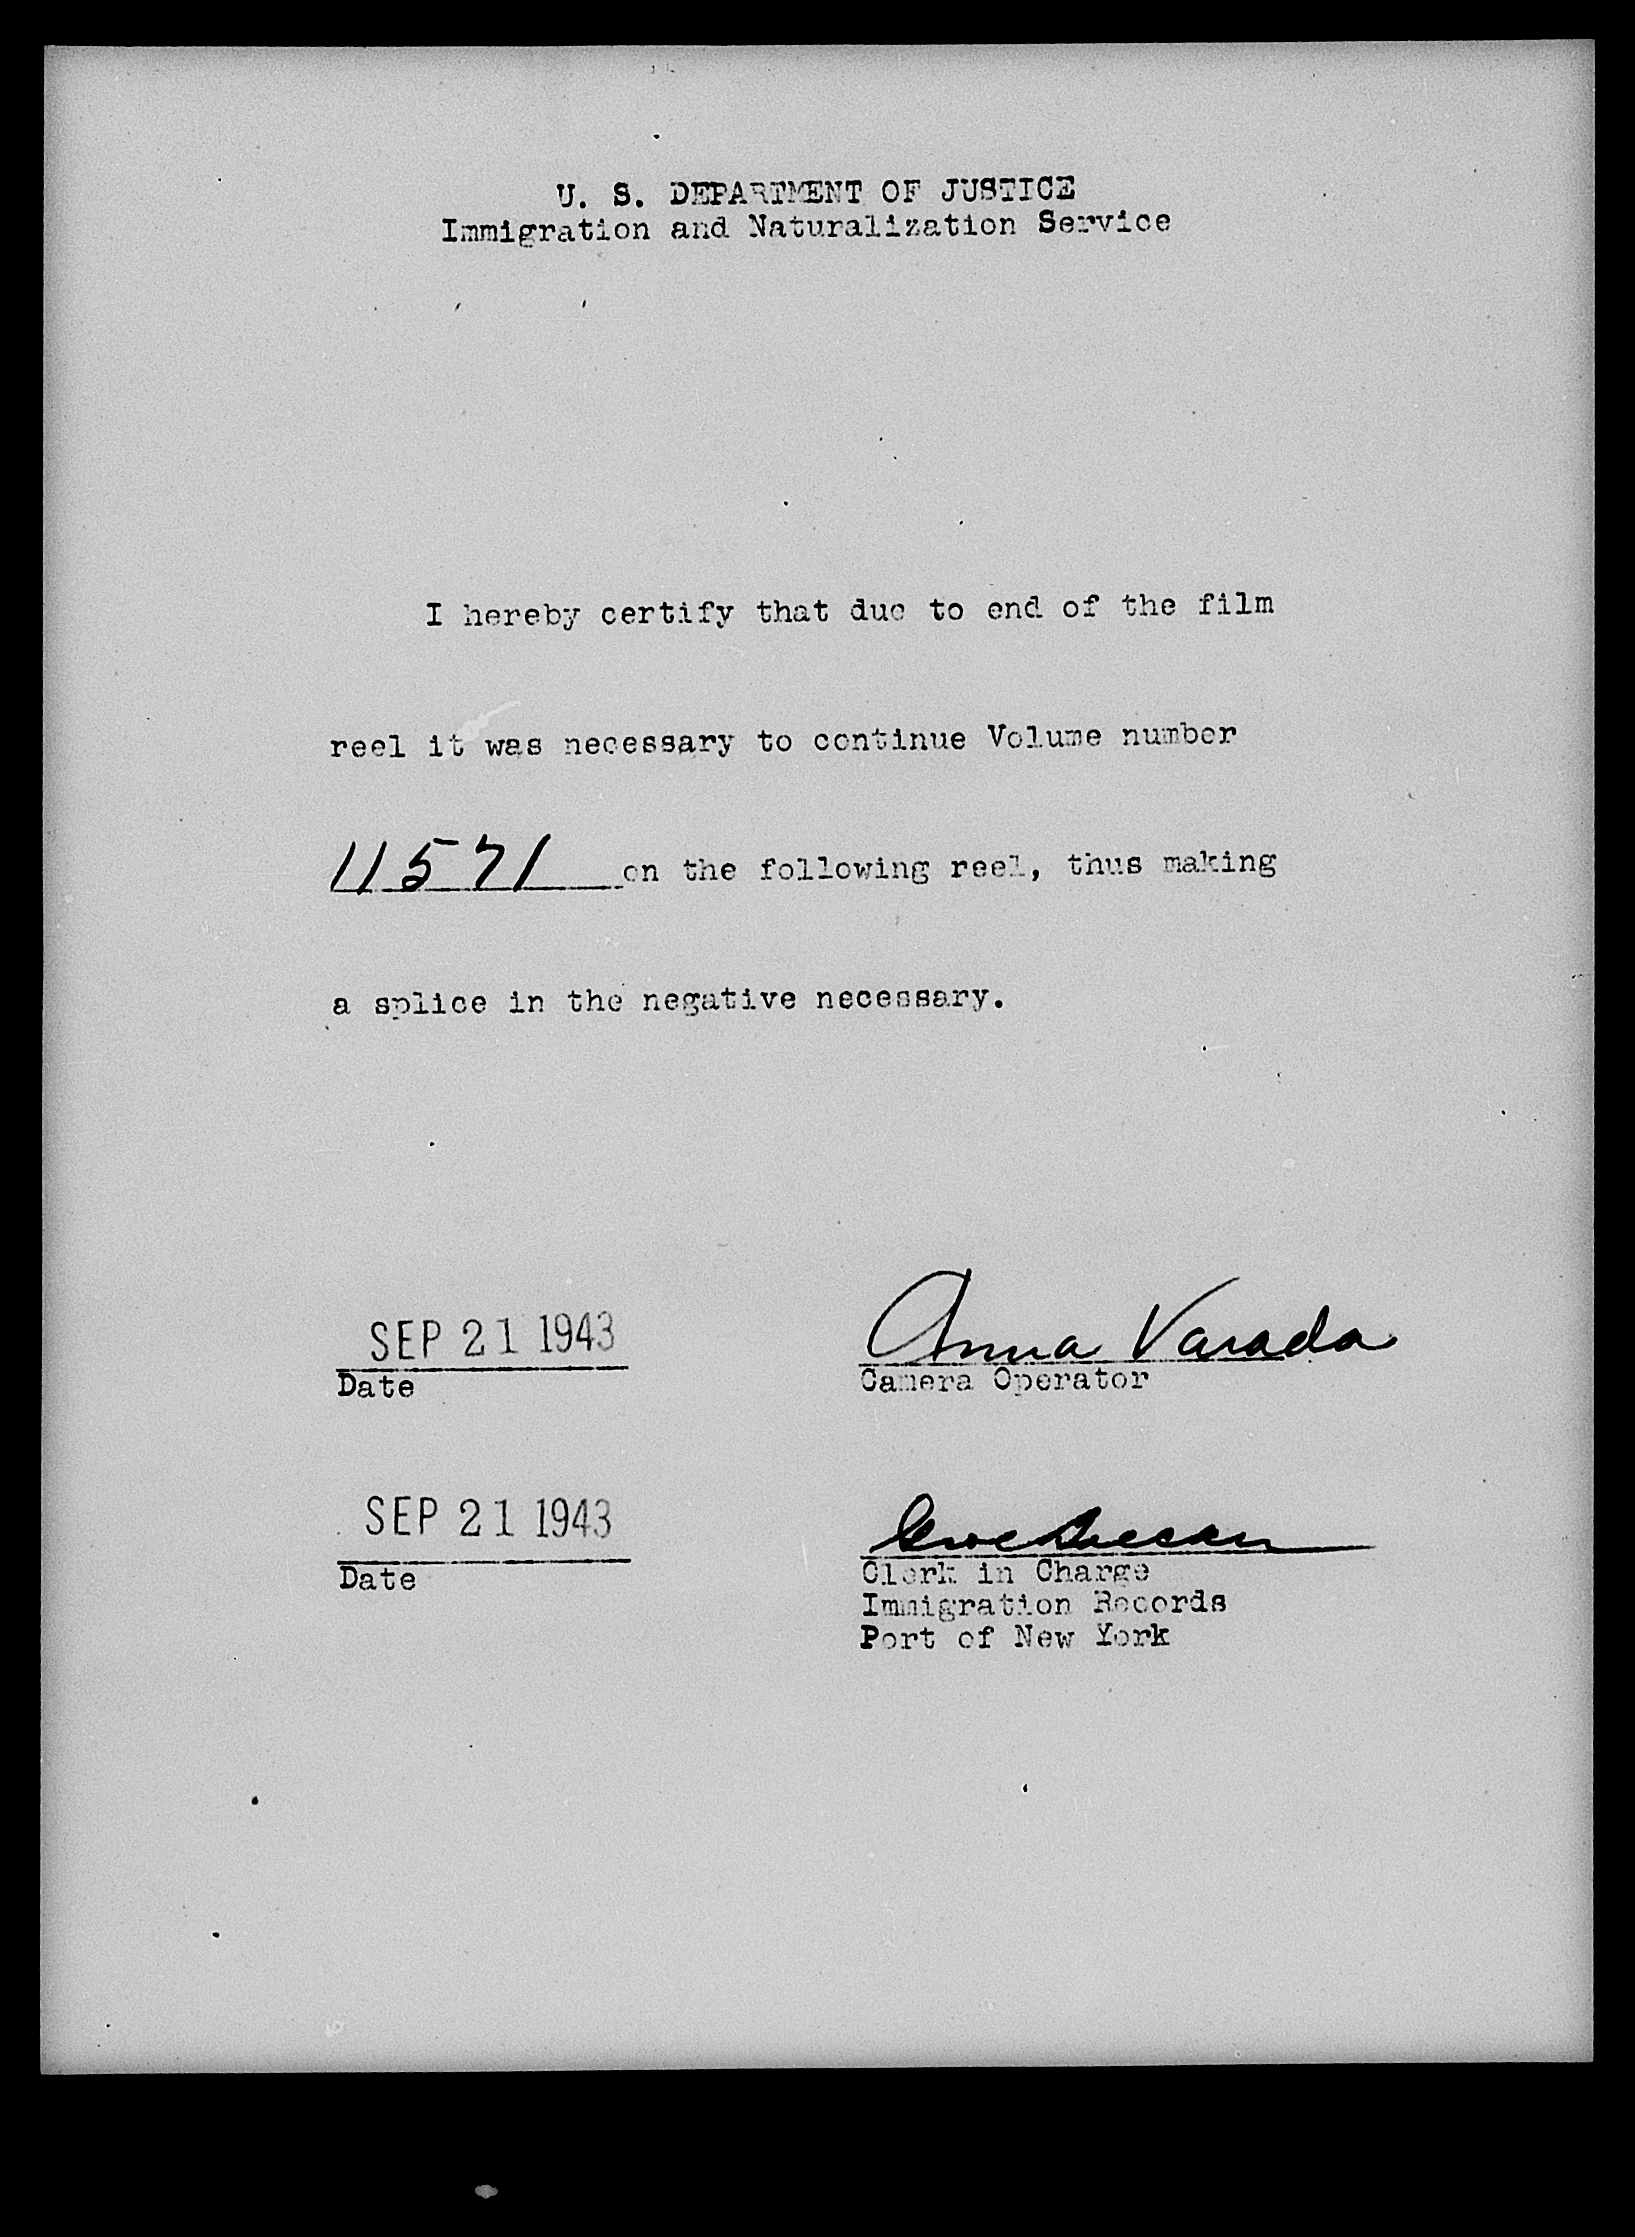 U. S. DEPARTMENT OF JUSTICE
Immigration and Naturalization Service
I hereby certify that due to end of the film
reel it was necessary to continue Volume number
11571 on the following reel, thus making
a splice in the negative necessary.
SEP 21 1943
Anna Varada
Date
Camera Operator
SEP 21 1943
Date
Clerk in Charge
Immigration Records
Port of New York